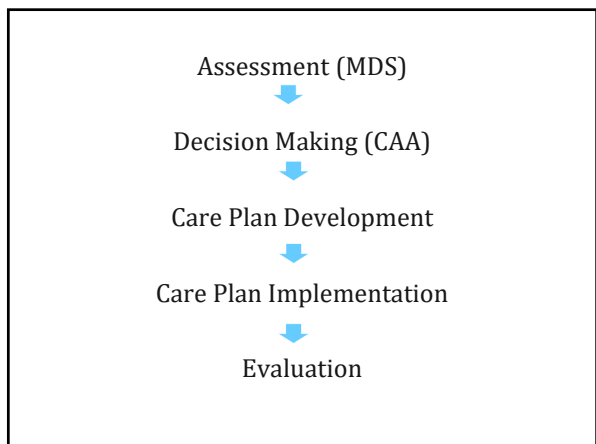 Assessment (MDS)
Decision Making (CAA)
Care Plan Development
Care Plan Implementation
Evaluation